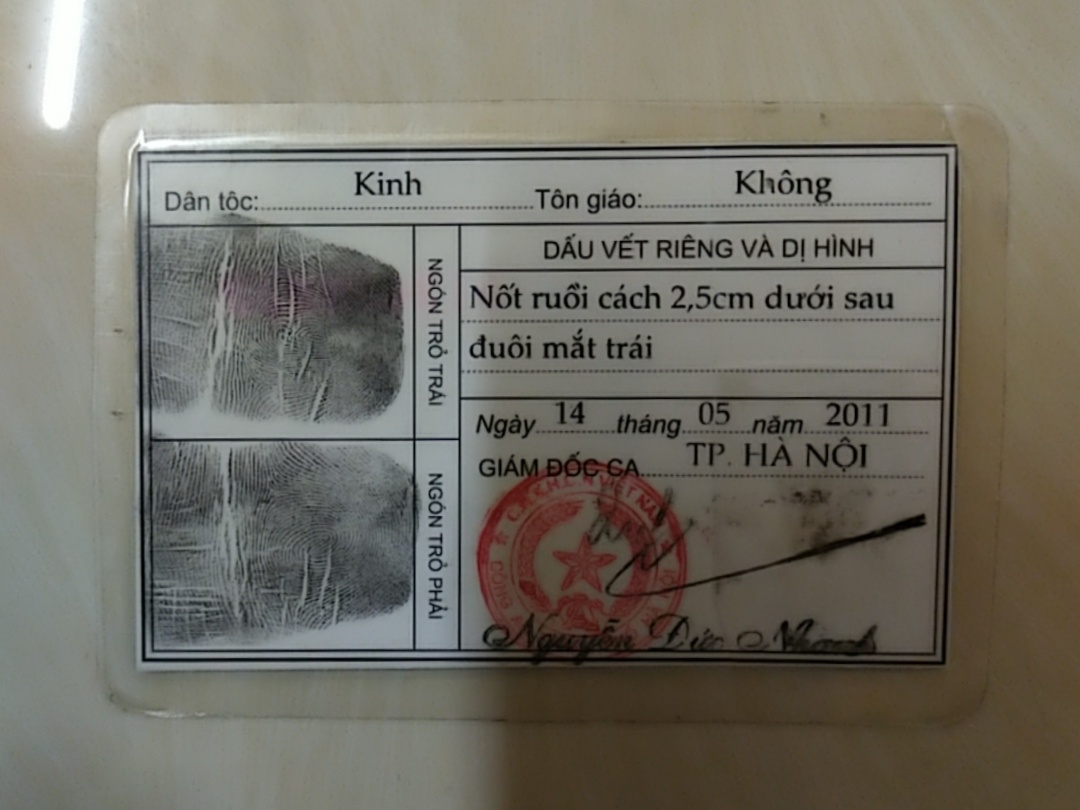 Dân tộc: Kinh Tôn giáo: Không
NGÓN TRỎ TRÁI
DẤU VẾT RIÊNG VÀ DỊ HÌNH
Nốt ruồi cách 2,5cm dưới sau
đuôi mắt trái
NGÓN TRỎ PHẢI
Ngày 14 tháng 05 năm 2011
GIÁM ĐỐC CA TP. HÀ NỘI
Nguyễn Đức